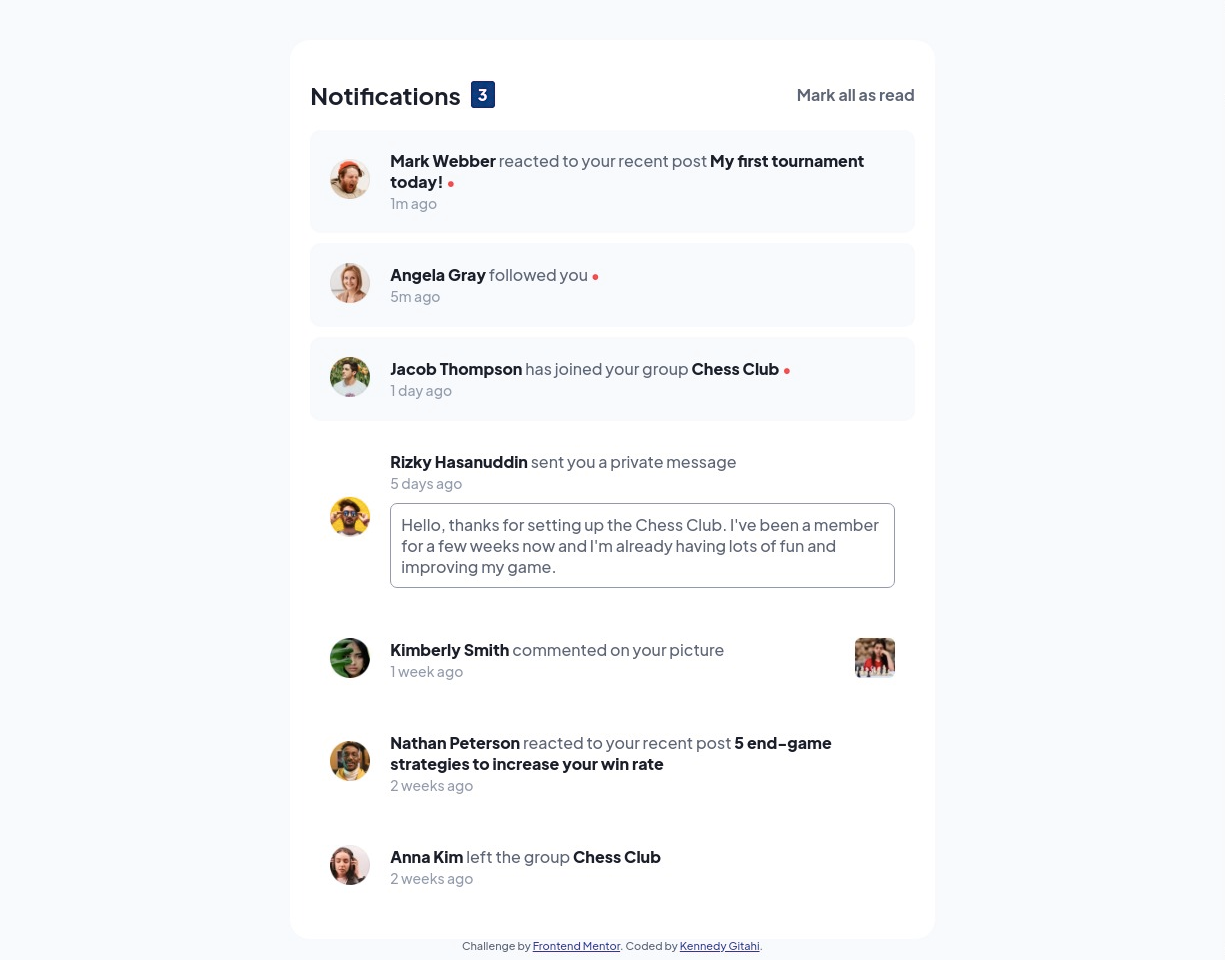 Notifications 3 Mark all as read
Mark Webber reacted to your recent post My first tournament
today!
1m ago
Angela Gray followed you
5m ago
Jacob Thompson has joined your group Chess Club
1 day ago
Rizky Hasanuddin sent you a private message
5 days ago
Hello, thanks for setting up the Chess Club. I've been a member
for a few weeks now and I'm already having lots of fun and
improving my game.
Kimberly Smith commented on your picture
1 week ago
Nathan Peterson reacted to your recent post 5 end-game
strategies to increase your win rate
2 weeks ago
Anna Kim left the group Chess Club
2 weeks ago
Challenge by Frontend Mentor. Coded by Kennedy Gitahi.